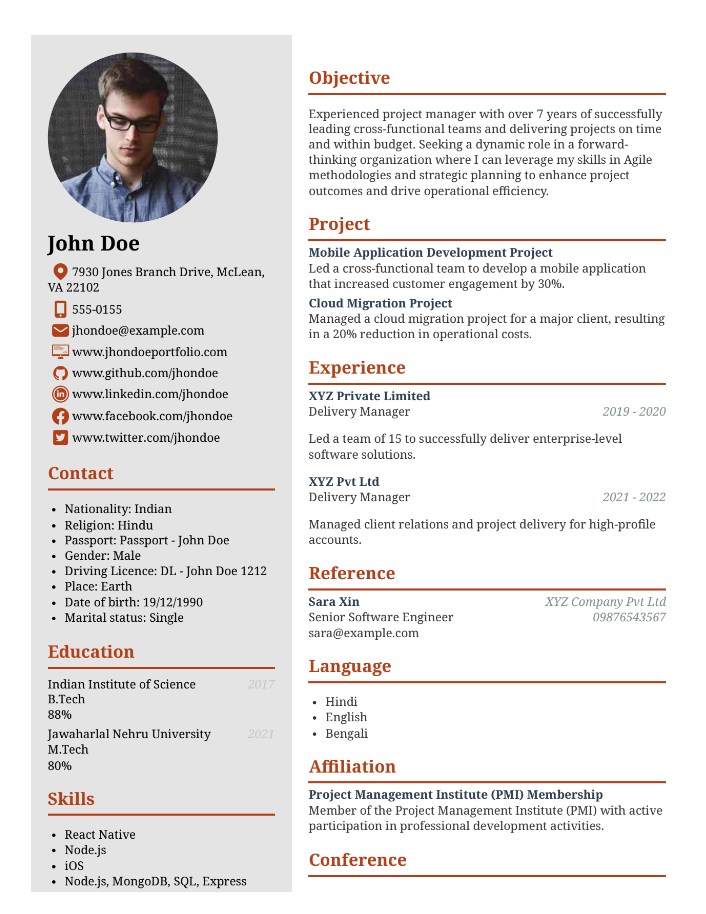 John Doe
7930 Jones Branch Drive, McLean,
VA 22102
555-0155
jhondoe@example.com
www.jhondoeportfolio.com
www.github.com/jhondoe
www.linkedin.com/jhondoe
www.facebook.com/jhondoe
www.twitter.com/jhondoe
Contact
• Nationality: Indian
• Religion: Hindu
• Passport: Passport - John Doe
• Gender: Male
• Driving Licence: DL - John Doe 1212
• Place: Earth
• Date of birth: 19/12/1990
• Marital status: Single
Education
Indian Institute of Science 2017
B.Tech
88%
Jawaharlal Nehru University 2021
M.Tech
80%
Skills
• React Native
• Node.js
• iOS
• Node.js, MongoDB, SQL, Express
Objective
Experienced project manager with over 7 years of successfully
leading cross-functional teams and delivering projects on time
and within budget. Seeking a dynamic role in a forward-
thinking organization where I can leverage my skills in Agile
methodologies and strategic planning to enhance project
outcomes and drive operational efficiency.
Project
Mobile Application Development Project
Led a cross-functional team to develop a mobile application
that increased customer engagement by 30%.
Cloud Migration Project
Managed a cloud migration project for a major client, resulting
in a 20% reduction in operational costs.
Experience
XYZ Private Limited
Delivery Manager 2019 - 2020
Led a team of 15 to successfully deliver enterprise-level
software solutions.
XYZ Pvt Ltd
Delivery Manager 2021 - 2022
Managed client relations and project delivery for high-profile
accounts.
Reference
Sara Xin XYZ Company Pvt Ltd
Senior Software Engineer 09876543567
sara@example.com
Language
• Hindi
• English
• Bengali
Affiliation
Project Management Institute (PMI) Membership
Member of the Project Management Institute (PMI) with active
participation in professional development activities.
Conference